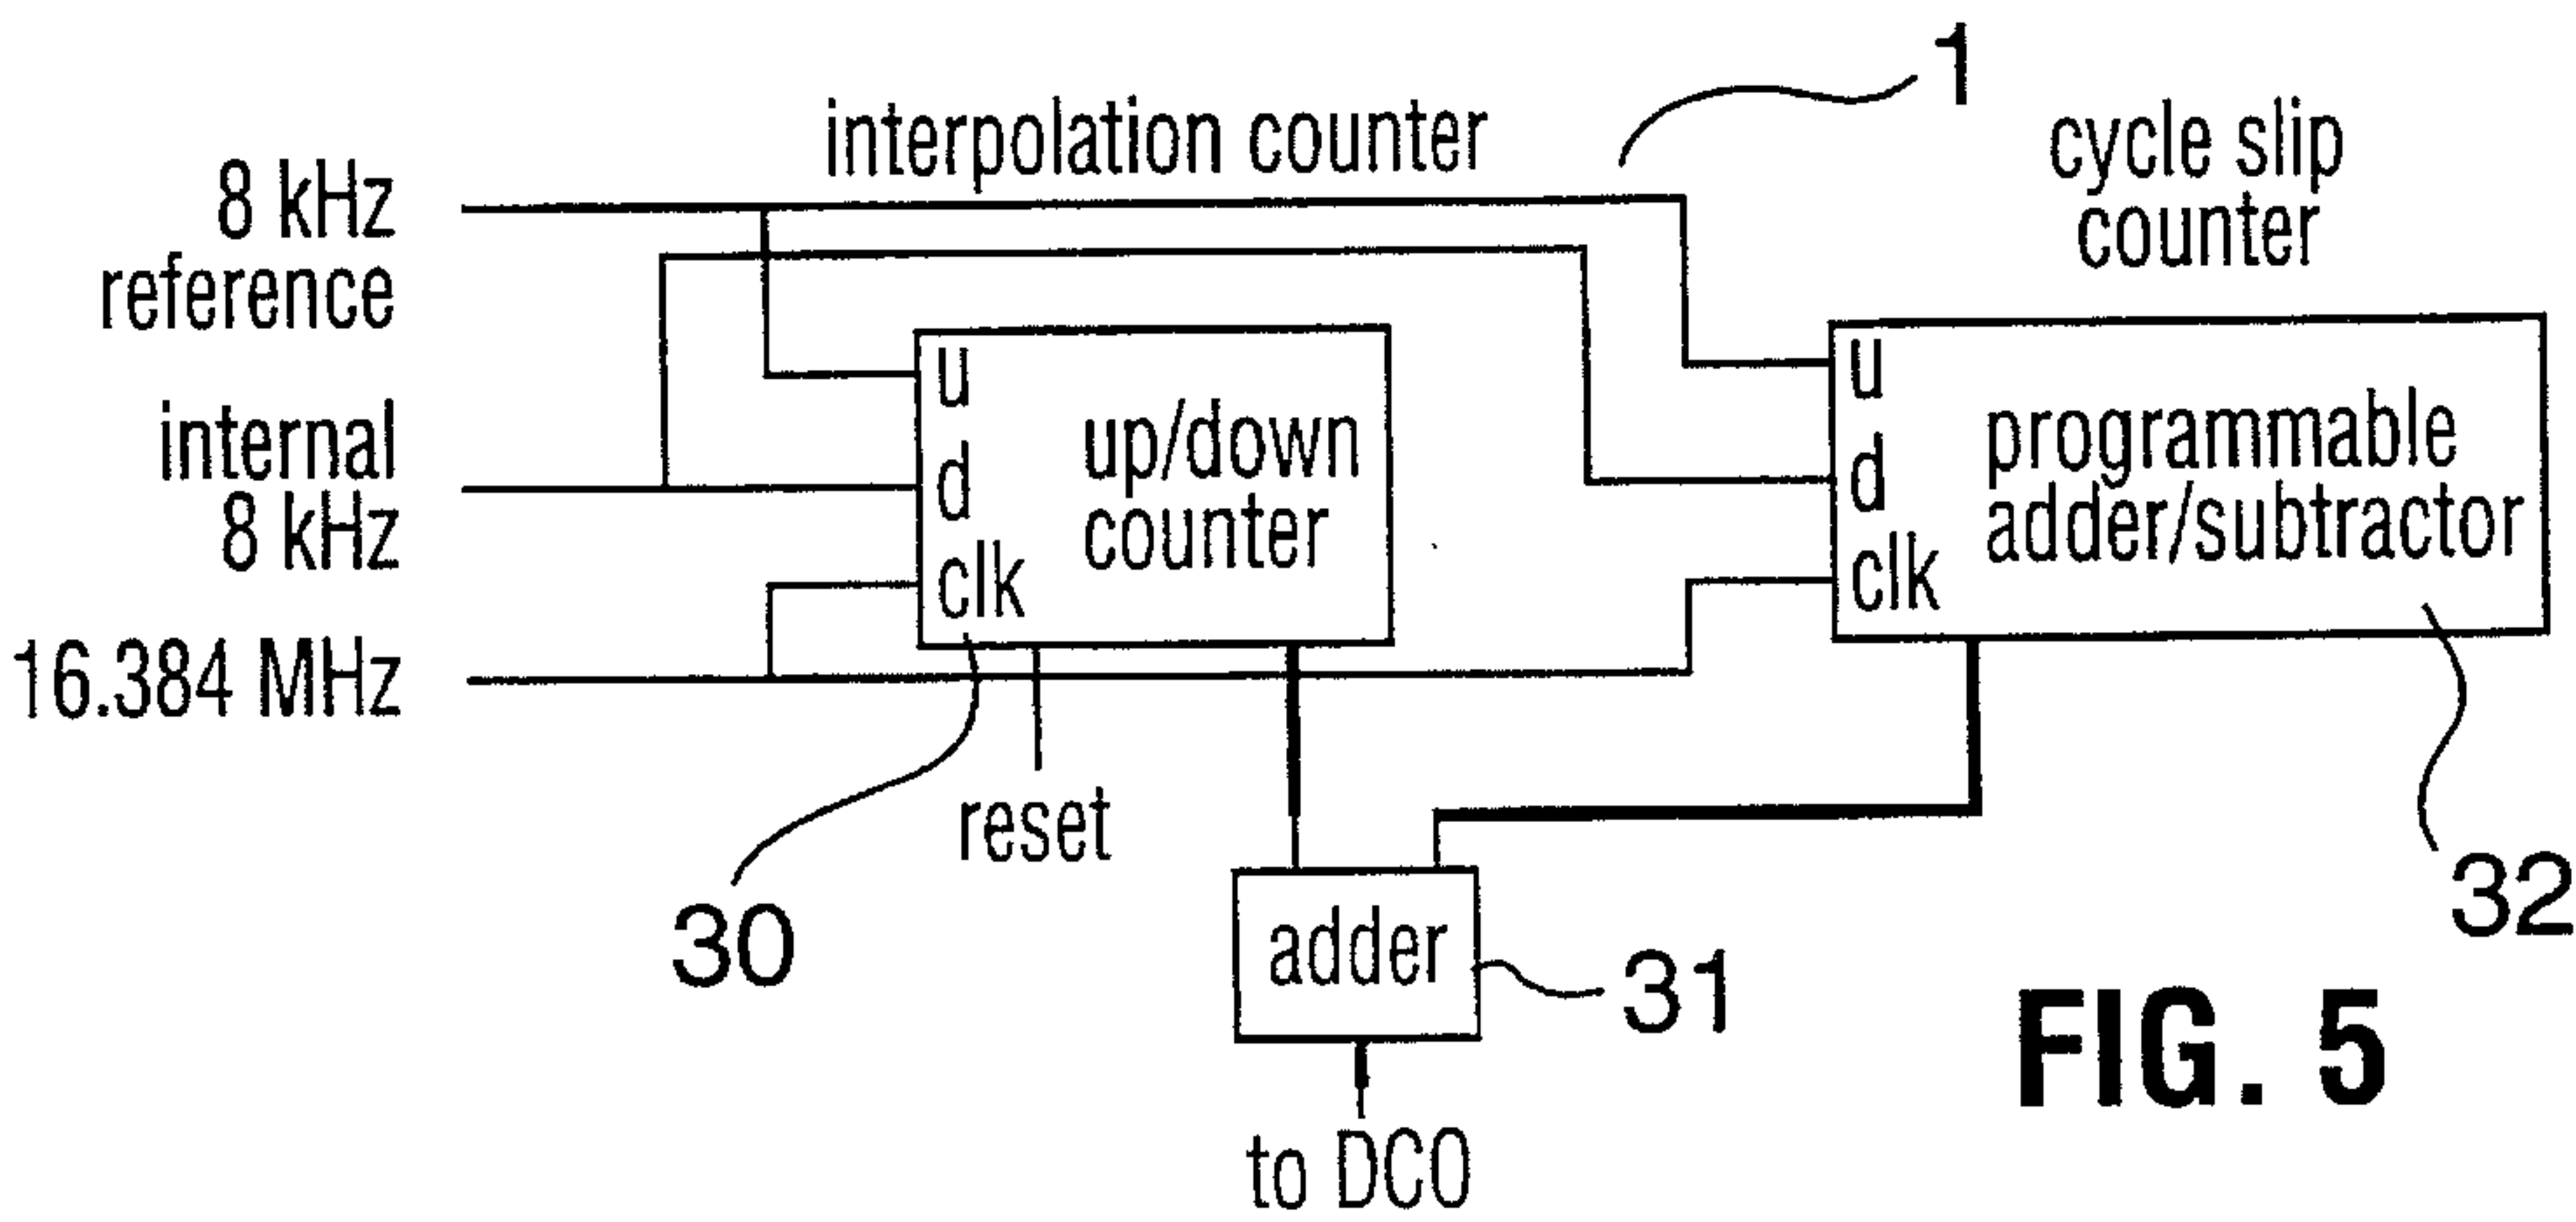 1
interpolation counter
cycle slip
counter
8 kHz
reference
internal
8 kHz
16.384 MHz
u
d
clk
up/down
counter
u
d
clk
programmable
adder/subtractor
reset
30
adder
31
32
to DCO
FIG. 5